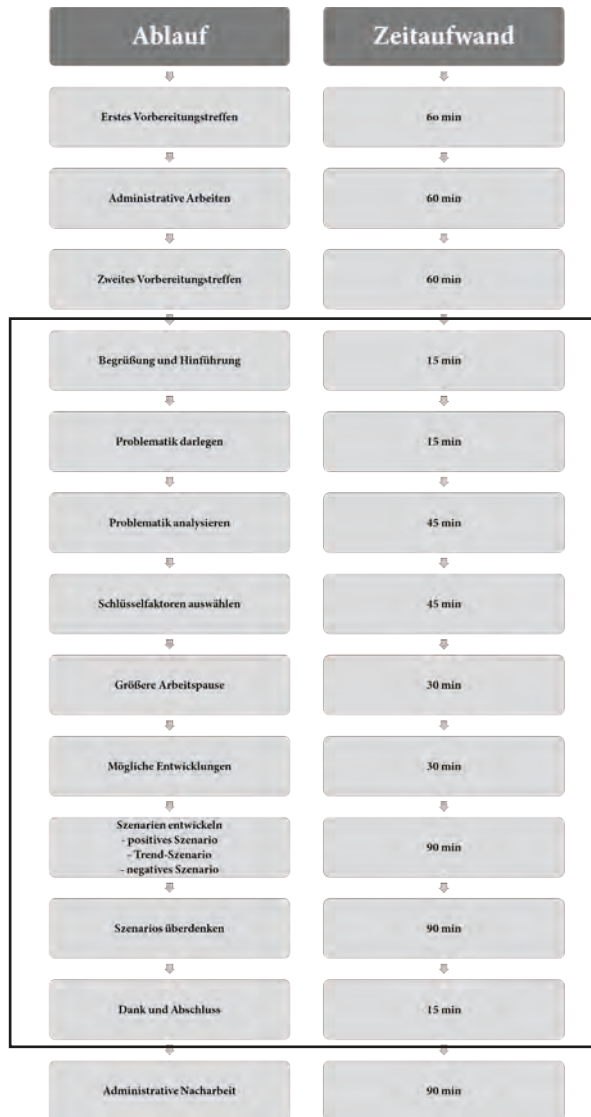 Ablauf
Zeitaufwand
Erstes Vorbereitungstreffen
60 min
Administrative Arbeiten
60 min
Zweites Vorbereitungstreffen
60 min
Begrüßung und Hinführung
15 min
Problematik darlegen
15 min
Problematik analysieren
45 min
Schlüsselfaktoren auswählen
45 min
Größere Arbeitspause
30 min
Mögliche Entwicklungen
30 min
Szenarien entwickeln
- positives Szenario
- Trend-Szenario
- negatives Szenario
90 min
Szenarios überdenken
90 min
Dank und Abschluss
15 min
Administrative Nacharbeit
90 min